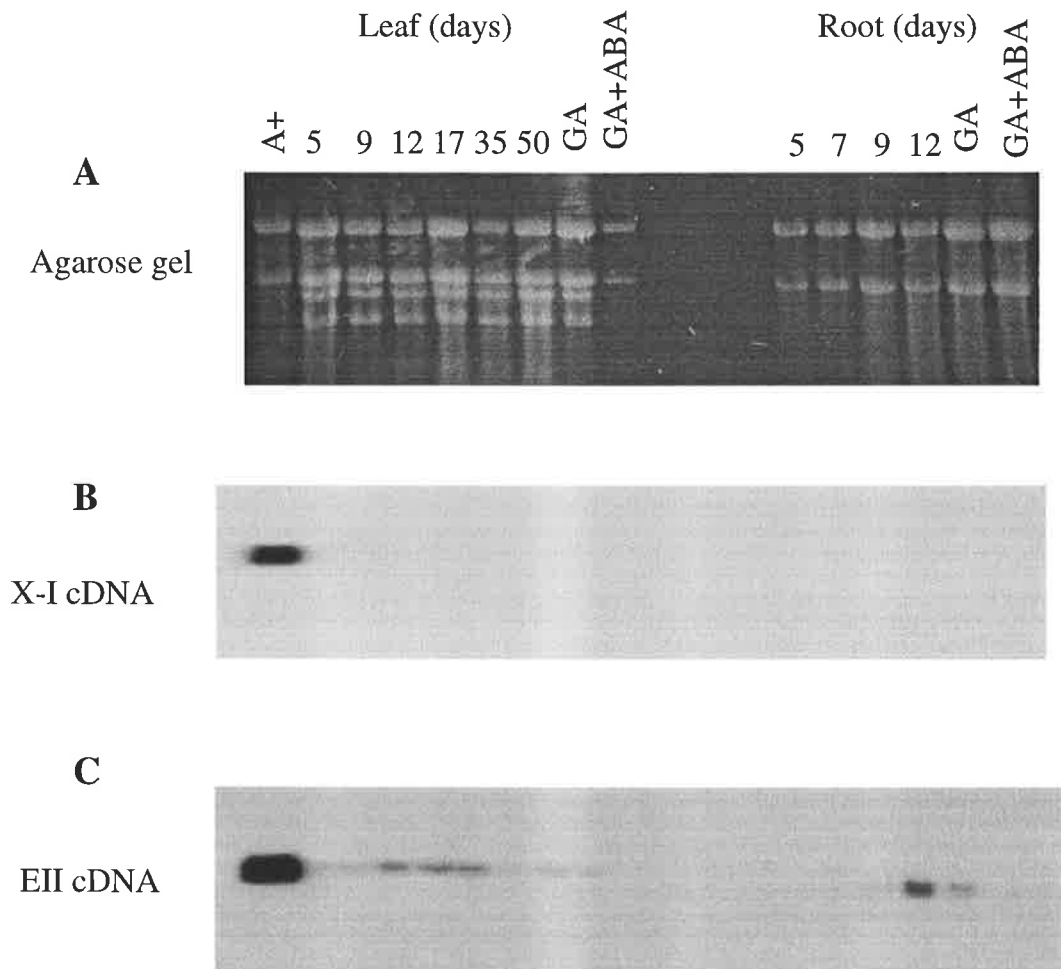 Leaf (days)
Root (days)
A+ 5 9 12 17 35 50 GA GA+ABA
5 7 9 12 GA GA+ABA
A
Agarose gel
B
X-I cDNA
C
EII cDNA